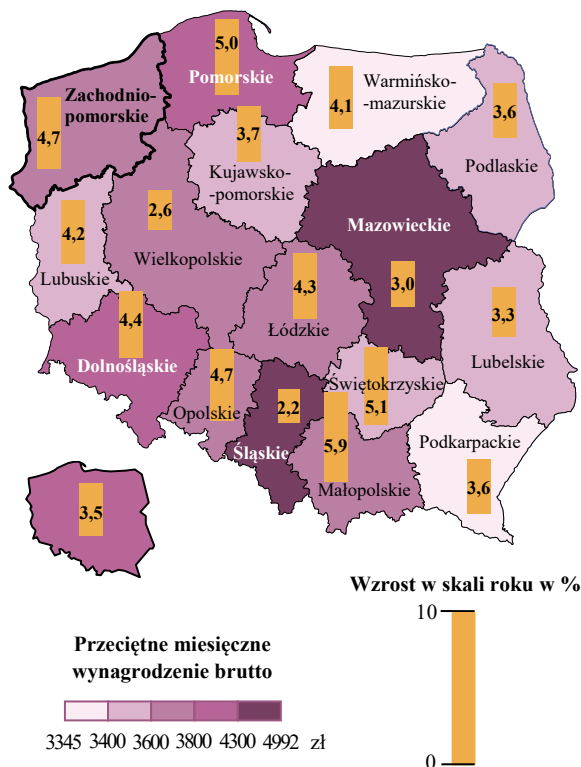 5,0
Pomorskie
Zachodnio-
pomorskie
4,7
4,1
Warmińsko-
-mazurskie
3,6
Podlaskie
3,7
Kujawsko-
-pomorskie
2,6
Wielkopolskie
4,2
Lubuskie
Mazowieckie
3,0
4,3
Łódzkie
3,3
Lubelskie
4,4
Dolnośląskie
4,7
Opolskie
2,2
Śląskie
Świętokrzyskie
5,1
5,9
Małopolskie
Podkarpackie
3,6
3,5
Wzrost w skali roku w %
10
0
Przeciętne miesięczne
wynagrodzenie brutto
3345 3400 3600 3800 4300 4992 zł